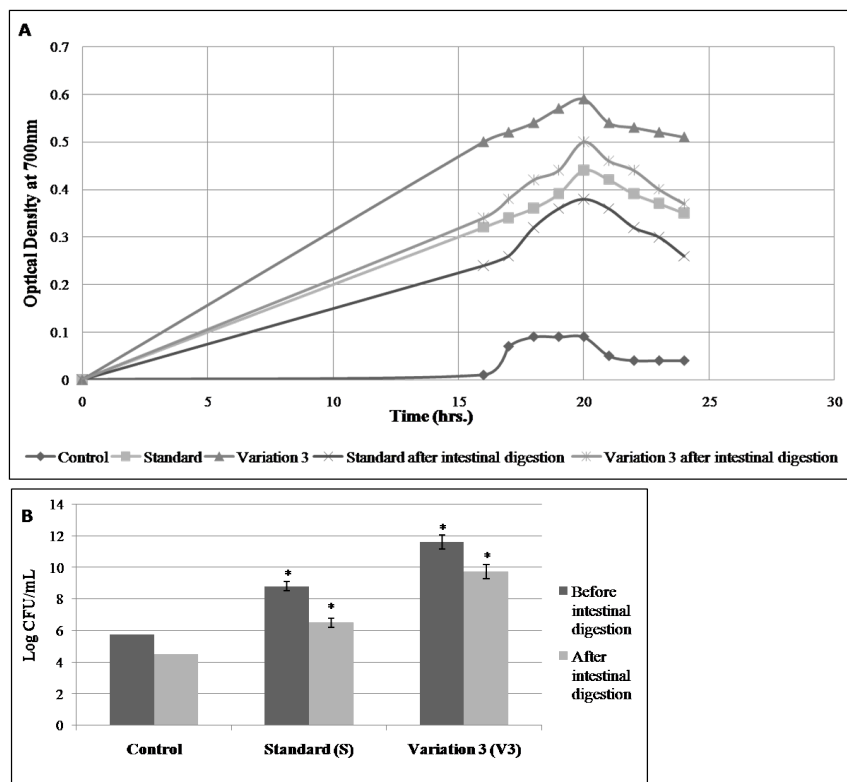 A
0.7
0.6
0.5
0.4
0.3
0.2
0.1
0
Optical Density at 700nm
0 5 10 15 20 25 30
Time (hrs.)
Control Standard Variation 3 Standard after intestinal digestion Variation 3 after intestinal digestion
B
14
12
10
8
6
4
2
0
Log CFU/mL
* * * *
Control Standard (S) Variation 3 (V3)
Before
intestinal
digestion
After
intestinal
digestion